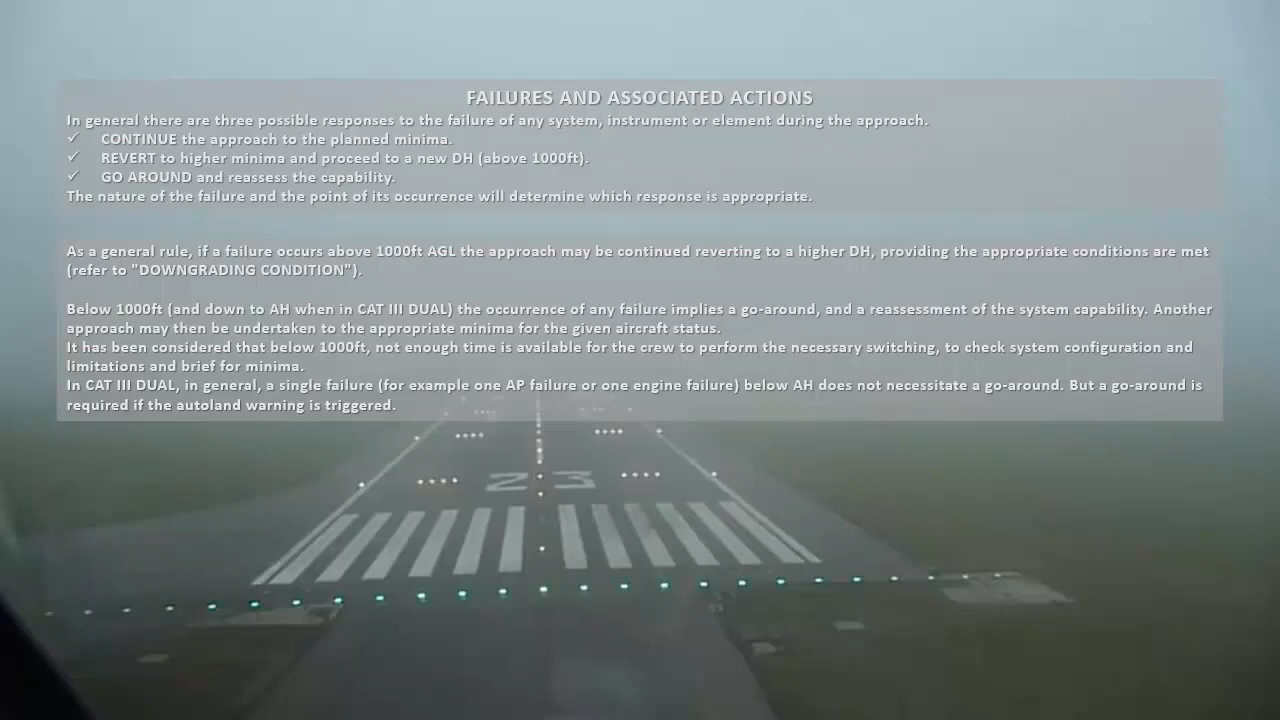 FAILURES AND ASSOCIATED ACTIONS
In general there are three possible responses to the failure of any system, instrument or element during the approach.
✓ CONTINUE the approach to the planned minima.
✓ REVERT to higher minima and proceed to a new DH (above 1000ft).
✓ GO AROUND and reassess the capability.
The nature of the failure and the point of its occurrence will determine which response is appropriate.
As a general rule, if a failure occurs above 1000ft AGL the approach may be continued reverting to a higher DH, providing the appropriate conditions are met
(refer to "DOWNGRADING CONDITION").
Below 1000ft (and down to AH when in CAT III DUAL) the occurrence of any failure implies a go-around, and a reassessment of the system capability. Another
approach may then be undertaken to the appropriate minima for the given aircraft status.
It has been considered that below 1000ft, not enough time is available for the crew to perform the necessary switching, to check system configuration and
limitations and brief for minima.
In CAT III DUAL, in general, a single failure (for example one AP failure or one engine failure) below AH does not necessitate a go-around. But a go-around is
required if the autoland warning is triggered.
23